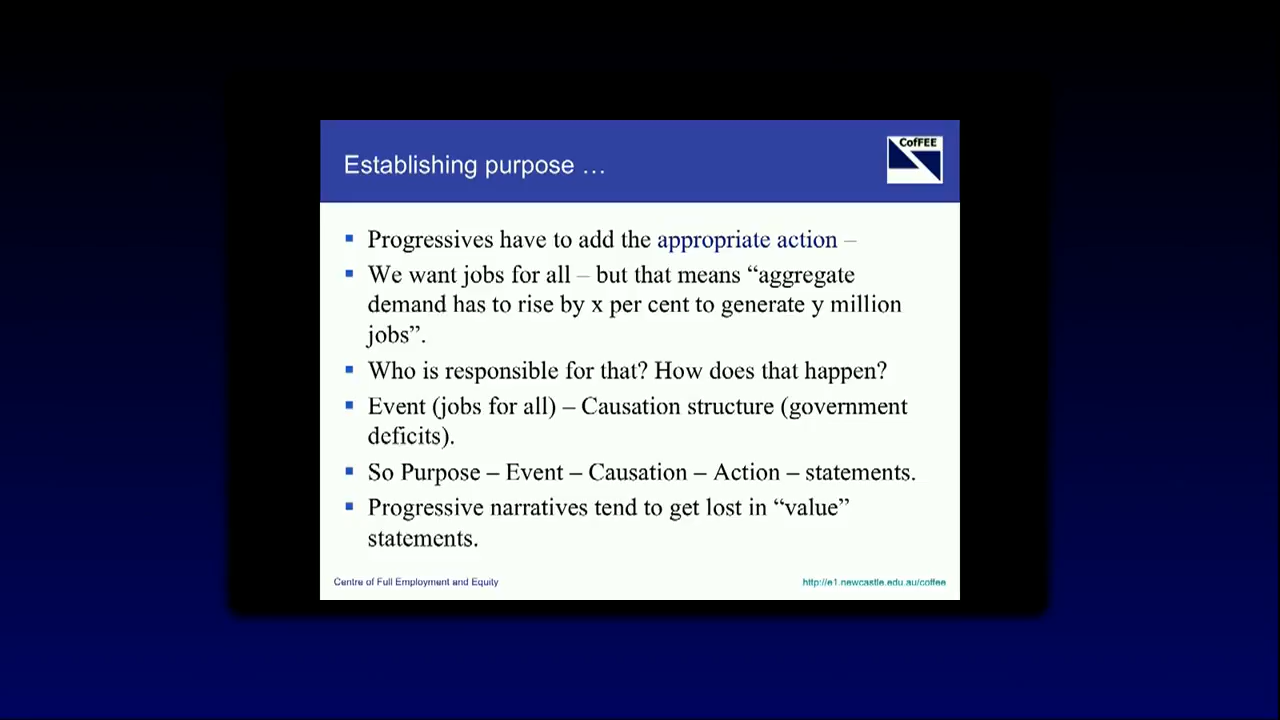 Establishing purpose …
CofFEE
▪ Progressives have to add the appropriate action –
▪ We want jobs for all – but that means “aggregate
demand has to rise by x per cent to generate y million
jobs”.
▪ Who is responsible for that? How does that happen?
▪ Event (jobs for all) – Causation structure (government
deficits).
▪ So Purpose – Event – Causation – Action – statements.
▪ Progressive narratives tend to get lost in “value”
statements.
Centre of Full Employment and Equity
http://e1.newcastle.edu.au/coffee